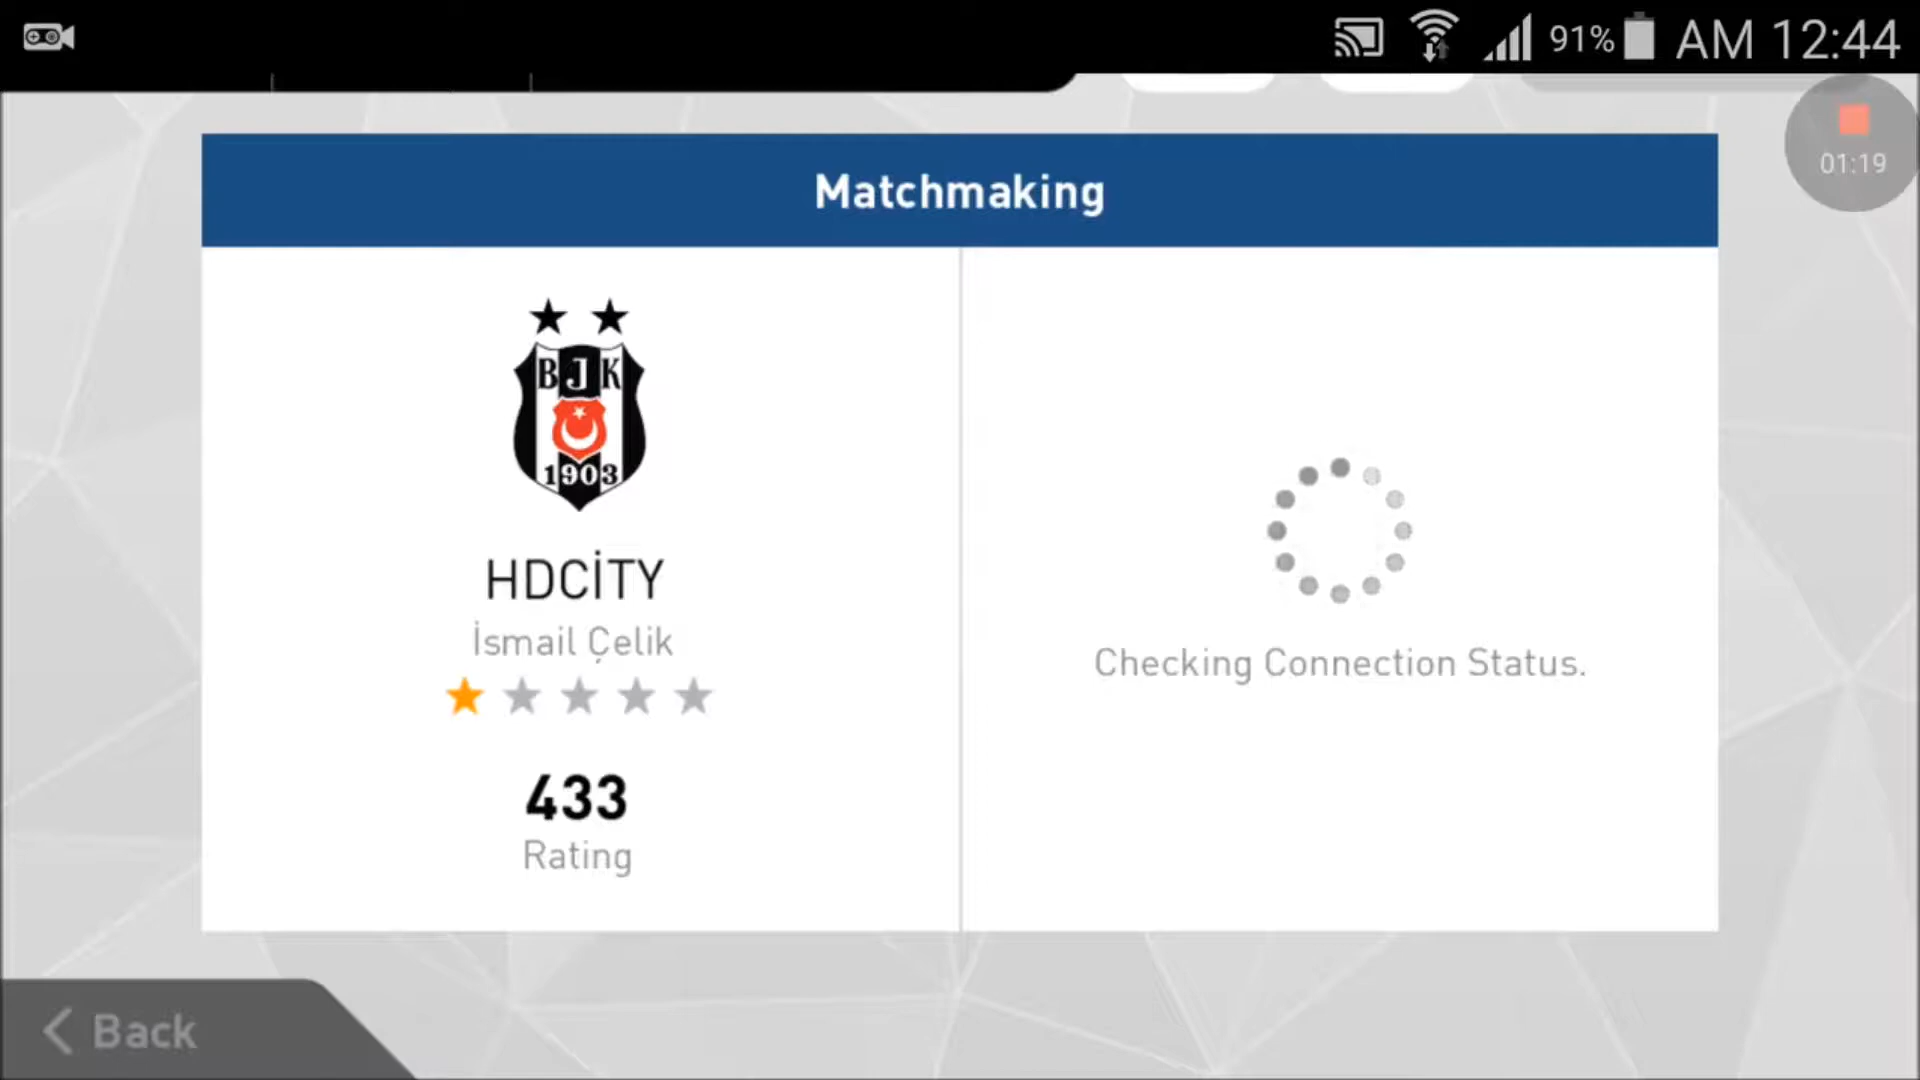 91% AM 12:44
01:19
Matchmaking
BJK
1903
HDCİTY
İsmail Çelik
433
Rating
Checking Connection Status.
Back